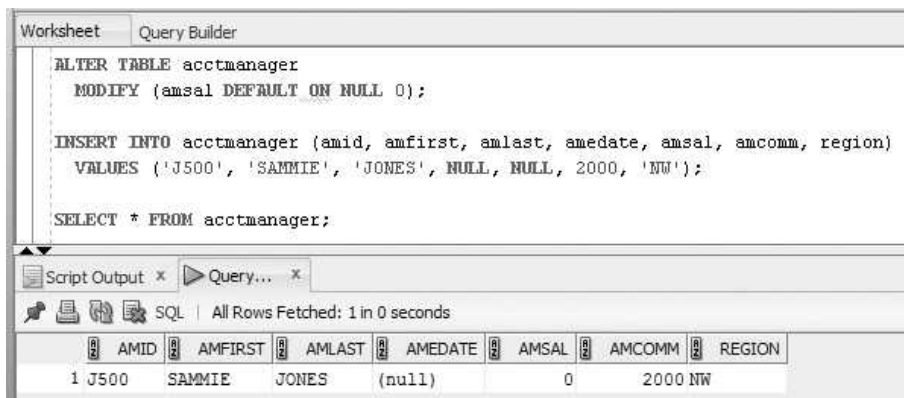 Worksheet Query Builder
ALTER TABLE acctmanager
MODIFY (amsal DEFAULT ON NULL 0);
INSERT INTO acctmanager (amid, amfirst, amlast, amedate, amsal, amcomm, region)
VALUES ('J500', 'SAMMIE', 'JONES', NULL, NULL, 2000, 'NW');
SELECT * FROM acctmanager;
Script Output x Query... x
SQL | All Rows Fetched: 1 in 0 seconds
AMID AMFIRST AMLAST AMEDATE AMSAL AMCOMM REGION
1 J500 SAMMIE JONES (null) 0 2000 NW